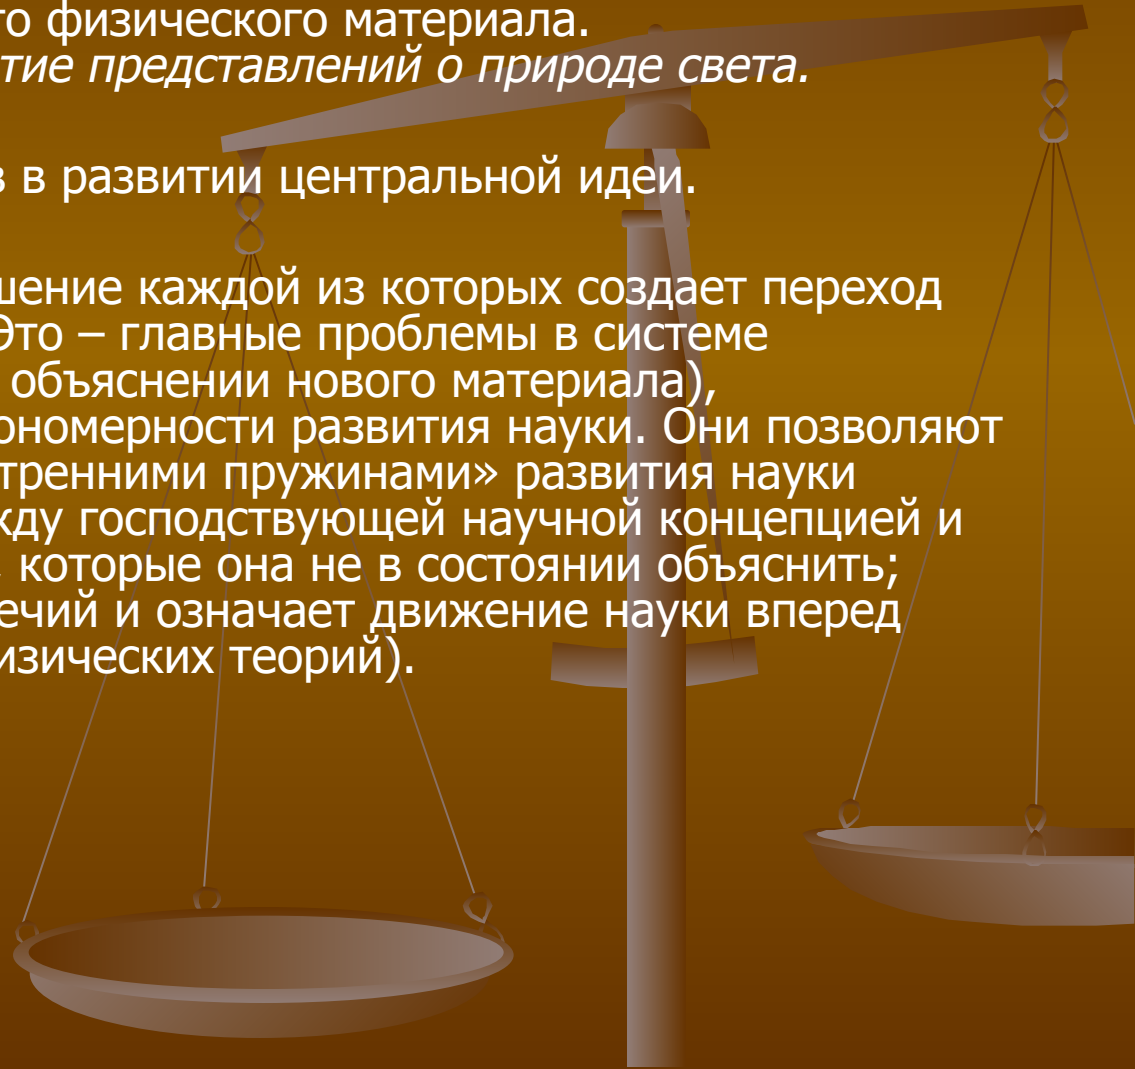 то физического материала.
тие представлений о природе света.
в в развитии центральной идеи.
шение каждой из которых создает переход
Это – главные проблемы в системе
объяснении нового материала),
ономерности развития науки. Они позволяют
тренними пружинами» развития науки
жду господствующей научной концепцией и
которые она не в состоянии объяснить;
ечий и означает движение науки вперед
изических теорий).